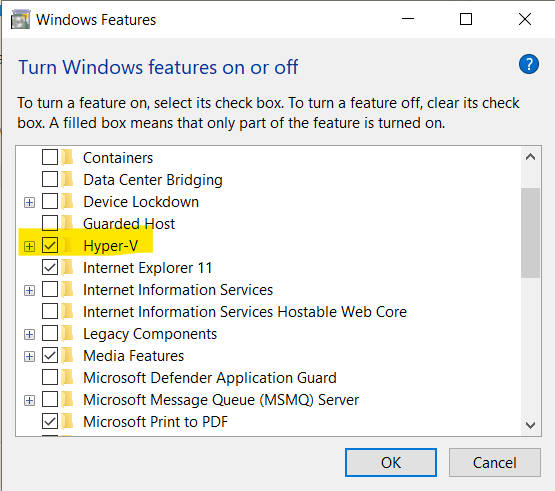 Windows Features
Turn Windows features on or off
?
To turn a feature on, select its check box. To turn a feature off, clear its check
box. A filled box means that only part of the feature is turned on.
Containers
Data Center Bridging
Device Lockdown
Guarded Host
Hyper-V
Internet Explorer 11
Internet Information Services
Internet Information Services Hostable Web Core
Legacy Components
Media Features
Microsoft Defender Application Guard
Microsoft Message Queue (MSMQ) Server
Microsoft Print to PDF
OK
Cancel